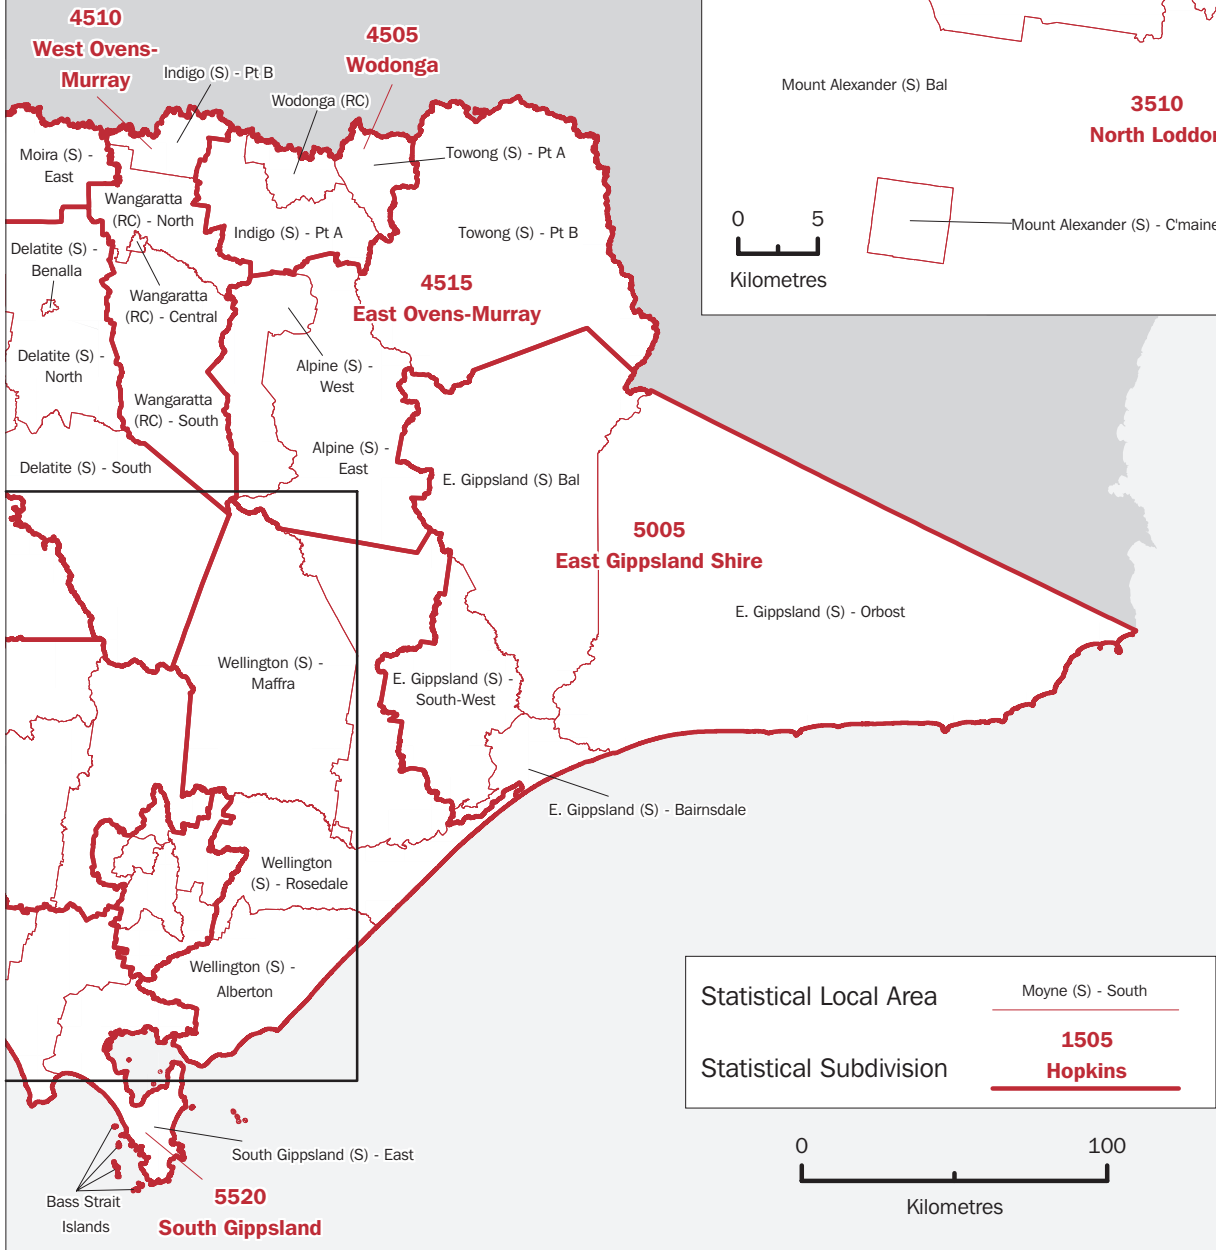 4510
West Ovens-
Murray
Indigo (S) - Pt B
4505
Wodonga
Wodonga (RC)
Mount Alexander (S) Bal
3510
North Loddon
Moira (S) -
East
Towong (S) - Pt A
Wangaratta
(RC) - North
Indigo (S) - Pt A
Towong (S) - Pt B
0 5
Kilometres
Mount Alexander (S) - C'maine
Delatite (S) -
Benalla
Wangaratta
(RC) - Central
4515
East Ovens-Murray
Delatite (S) -
North
Alpine (S) -
West
Wangaratta
(RC) - South
Alpine (S) -
East
Delatite (S) - South
E. Gippsland (S) Bal
5005
East Gippsland Shire
E. Gippsland (S) - Orbost
Wellington (S) -
Maffra
E. Gippsland (S) -
South-West
E. Gippsland (S) - Bairnsdale
Wellington
(S) - Rosedale
Wellington (S) -
Alberton
Statistical Local Area
Moyne (S) - South
Statistical Subdivision
1505
Hopkins
South Gippsland (S) - East
5520
South Gippsland
Bass Strait
Islands
0 100
Kilometres